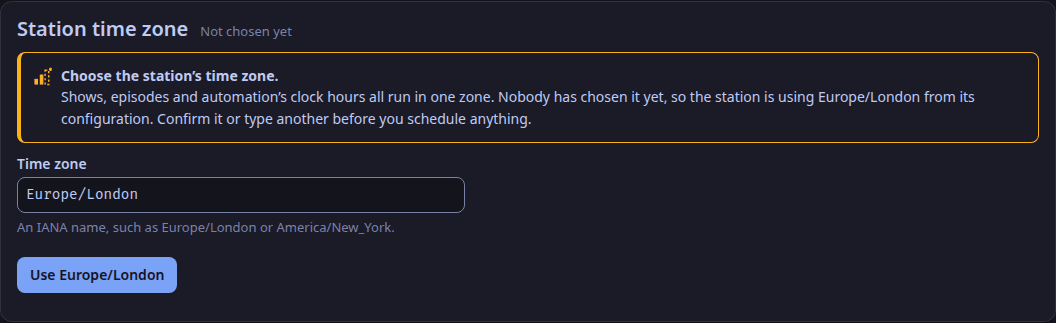 Station time zone Not chosen yet
Choose the station’s time zone.
Shows, episodes and automation’s clock hours all run in one zone. Nobody has chosen it yet, so the station is using Europe/London from its
configuration. Confirm it or type another before you schedule anything.
Time zone
Europe/London
An IANA name, such as Europe/London or America/New_York.
Use Europe/London